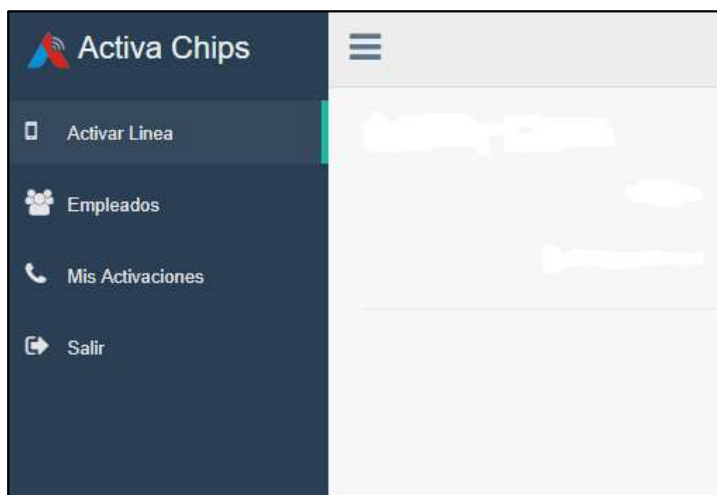 Activa Chips
Activar Linea
Empleados
Mis Activaciones
Salir